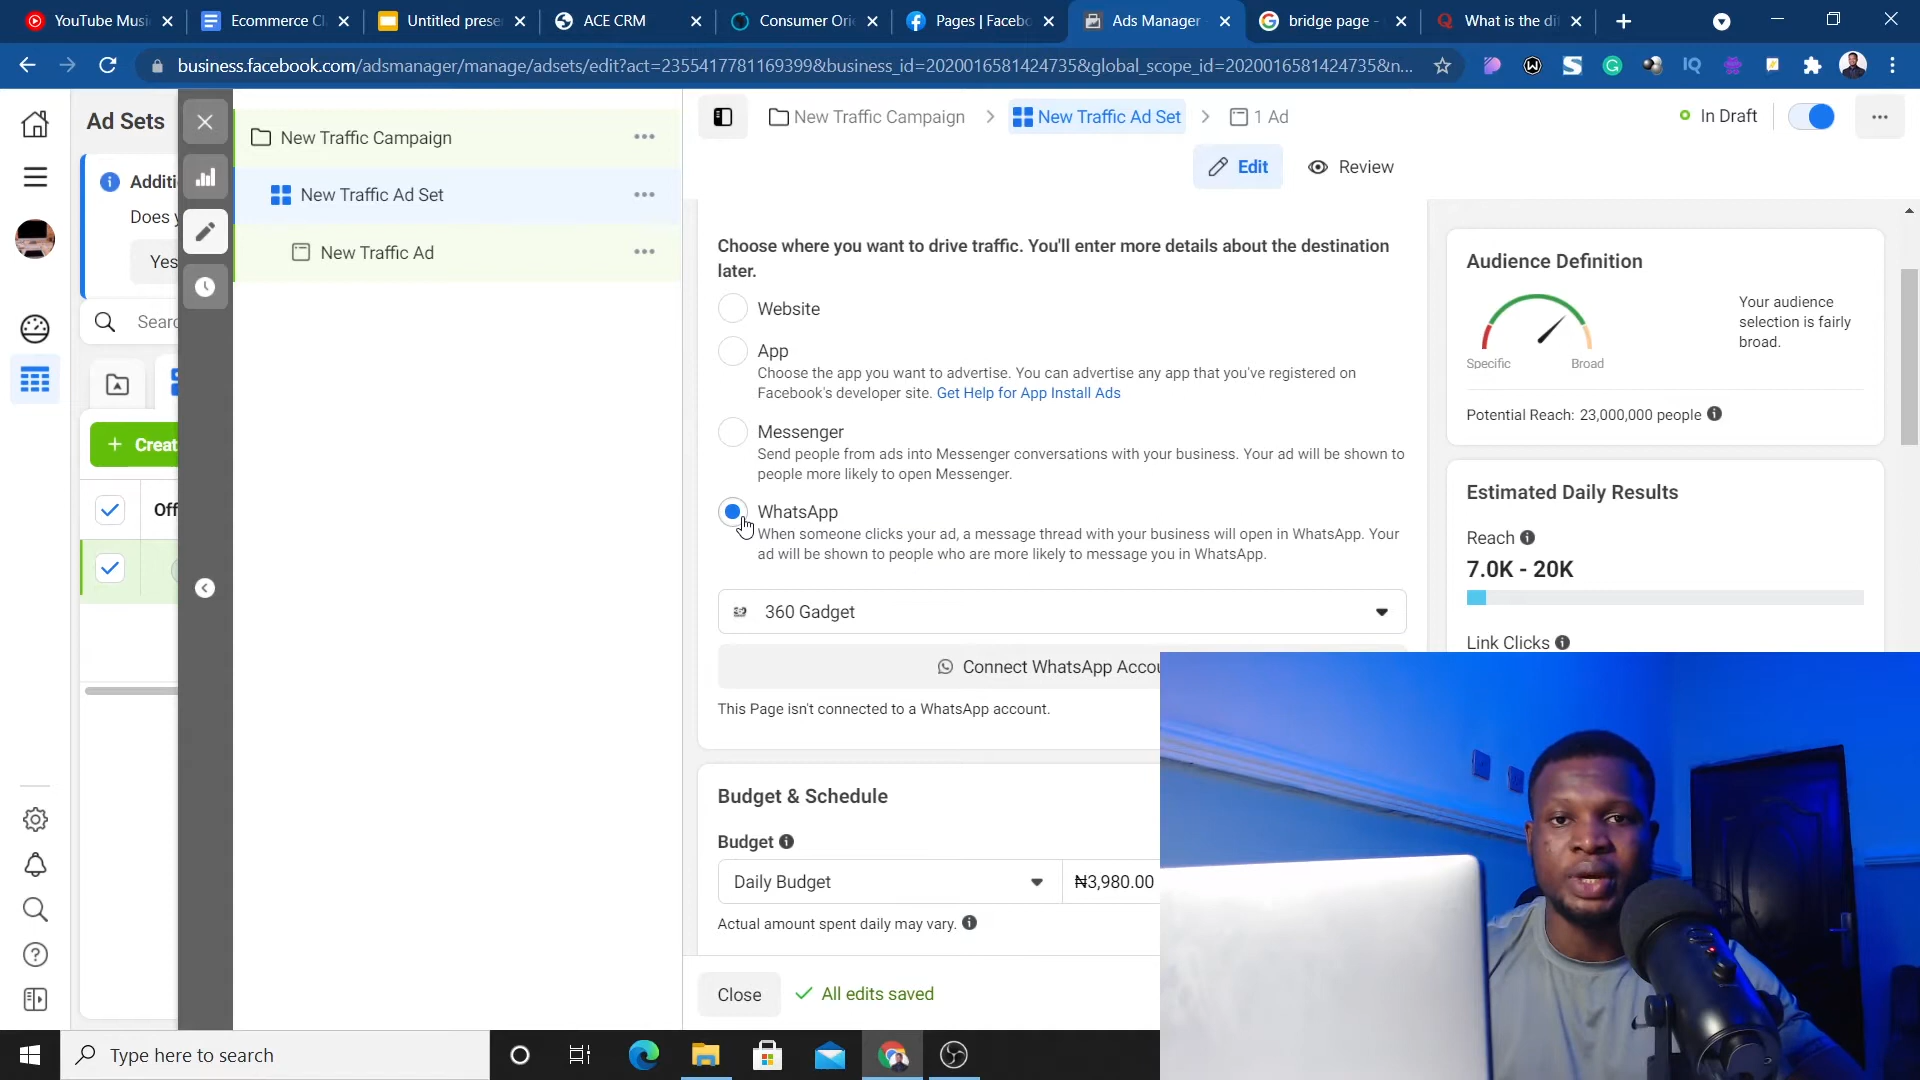 YouTube Musi
Ecommerce Cl
Untitled prese
ACE CRM
Consumer Orie
Pages | Facebo
Ads Manager
bridge page -
What is the dif
business.facebook.com/adsmanager/manage/adsets/edit?act=2355417781169399&business_id=2020016581424735&global_scope_id=2020016581424735&n...
Ad Sets
Additi
Does y
Yes
Searc
+ Creat
Off
New Traffic Campaign
New Traffic Ad Set
New Traffic Ad
New Traffic Campaign
New Traffic Ad Set
1 Ad
In Draft
Edit
Review
Choose where you want to drive traffic. You'll enter more details about the destination
later.
Website
App
Choose the app you want to advertise. You can advertise any app that you've registered on
Facebook's developer site. Get Help for App Install Ads
Messenger
Send people from ads into Messenger conversations with your business. Your ad will be shown to
people more likely to open Messenger.
WhatsApp
When someone clicks your ad, a message thread with your business will open in WhatsApp. Your
ad will be shown to people who are more likely to message you in WhatsApp.
360 Gadget
Connect WhatsApp Accou
This Page isn't connected to a WhatsApp account.
Budget & Schedule
Budget
Daily Budget
₦3,980.00
Actual amount spent daily may vary.
Close
All edits saved
Audience Definition
Your audience
selection is fairly
broad.
Specific
Broad
Potential Reach: 23,000,000 people
Estimated Daily Results
Reach
7.0K - 20K
Link Clicks
Type here to search